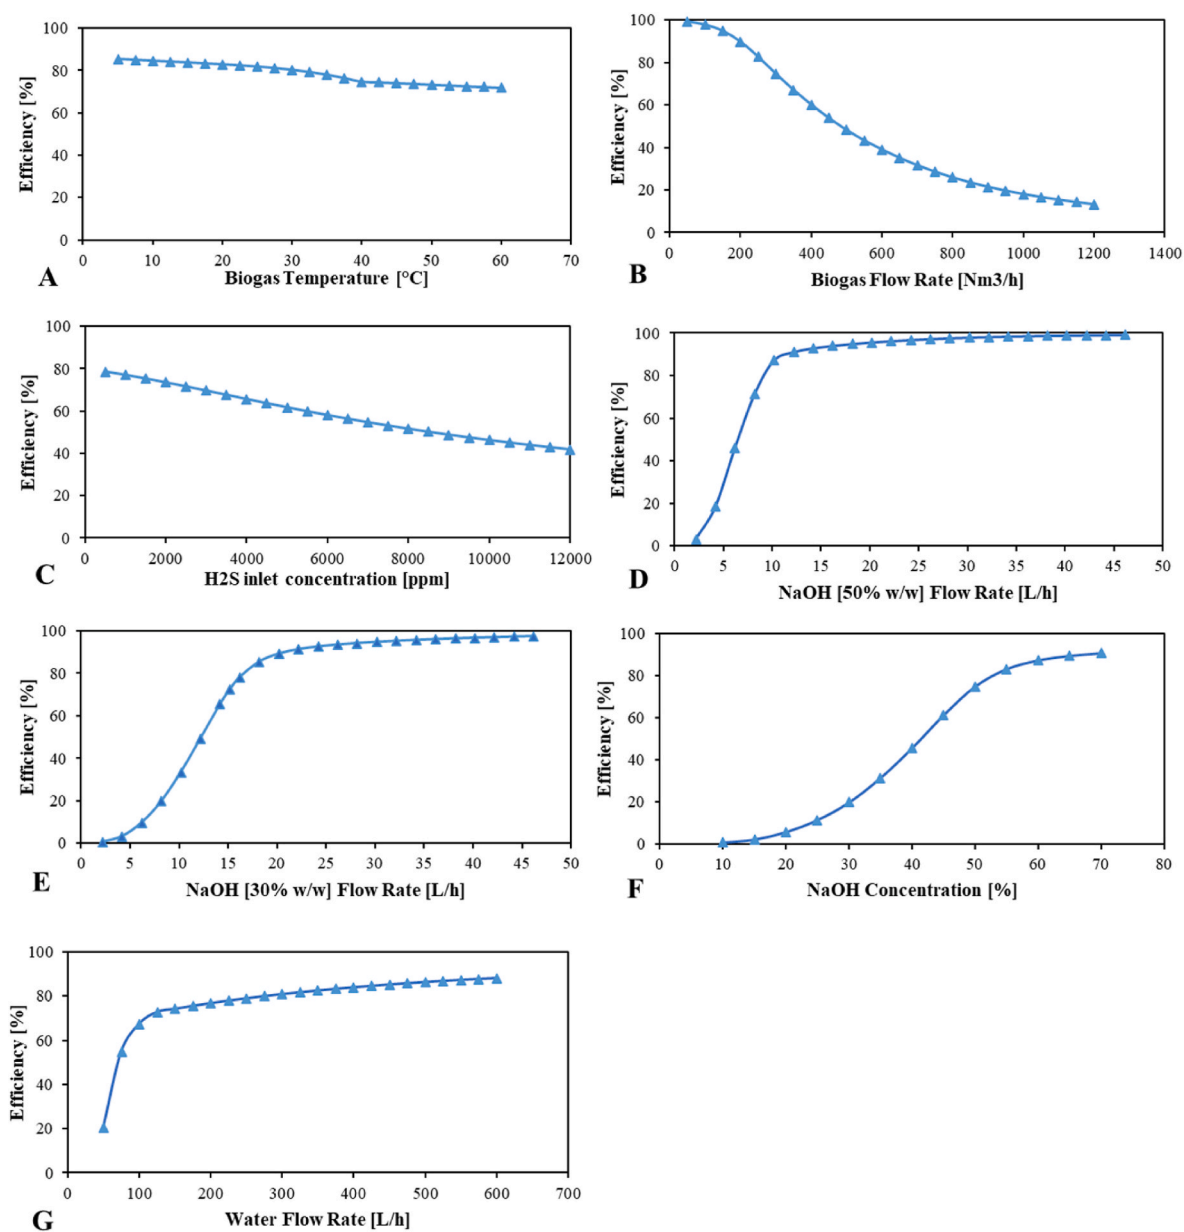 100
80
60
40
20
0
Efficiency [%]
0 10 20 30 40 50 60 70
Biogas Temperature [°C]
A
100
80
60
40
20
0
Efficiency [%]
0 200 400 600 800 1000 1200 1400
Biogas Flow Rate [Nm3/h]
B
100
80
60
40
20
0
Efficiency [%]
0 2000 4000 6000 8000 10000 12000
H2S inlet concentration [ppm]
C
100
80
60
40
20
0
Efficiency [%]
0 5 10 15 20 25 30 35 40 45 50
NaOH [50% w/w] Flow Rate [L/h]
D
100
80
60
40
20
0
Efficiency [%]
0 5 10 15 20 25 30 35 40 45 50
NaOH [30% w/w] Flow Rate [L/h]
E
100
80
60
40
20
0
Efficiency [%]
0 10 20 30 40 50 60 70 80
NaOH Concentration [%]
F
100
80
60
40
20
0
Efficiency [%]
0 100 200 300 400 500 600 700
Water Flow Rate [L/h]
G